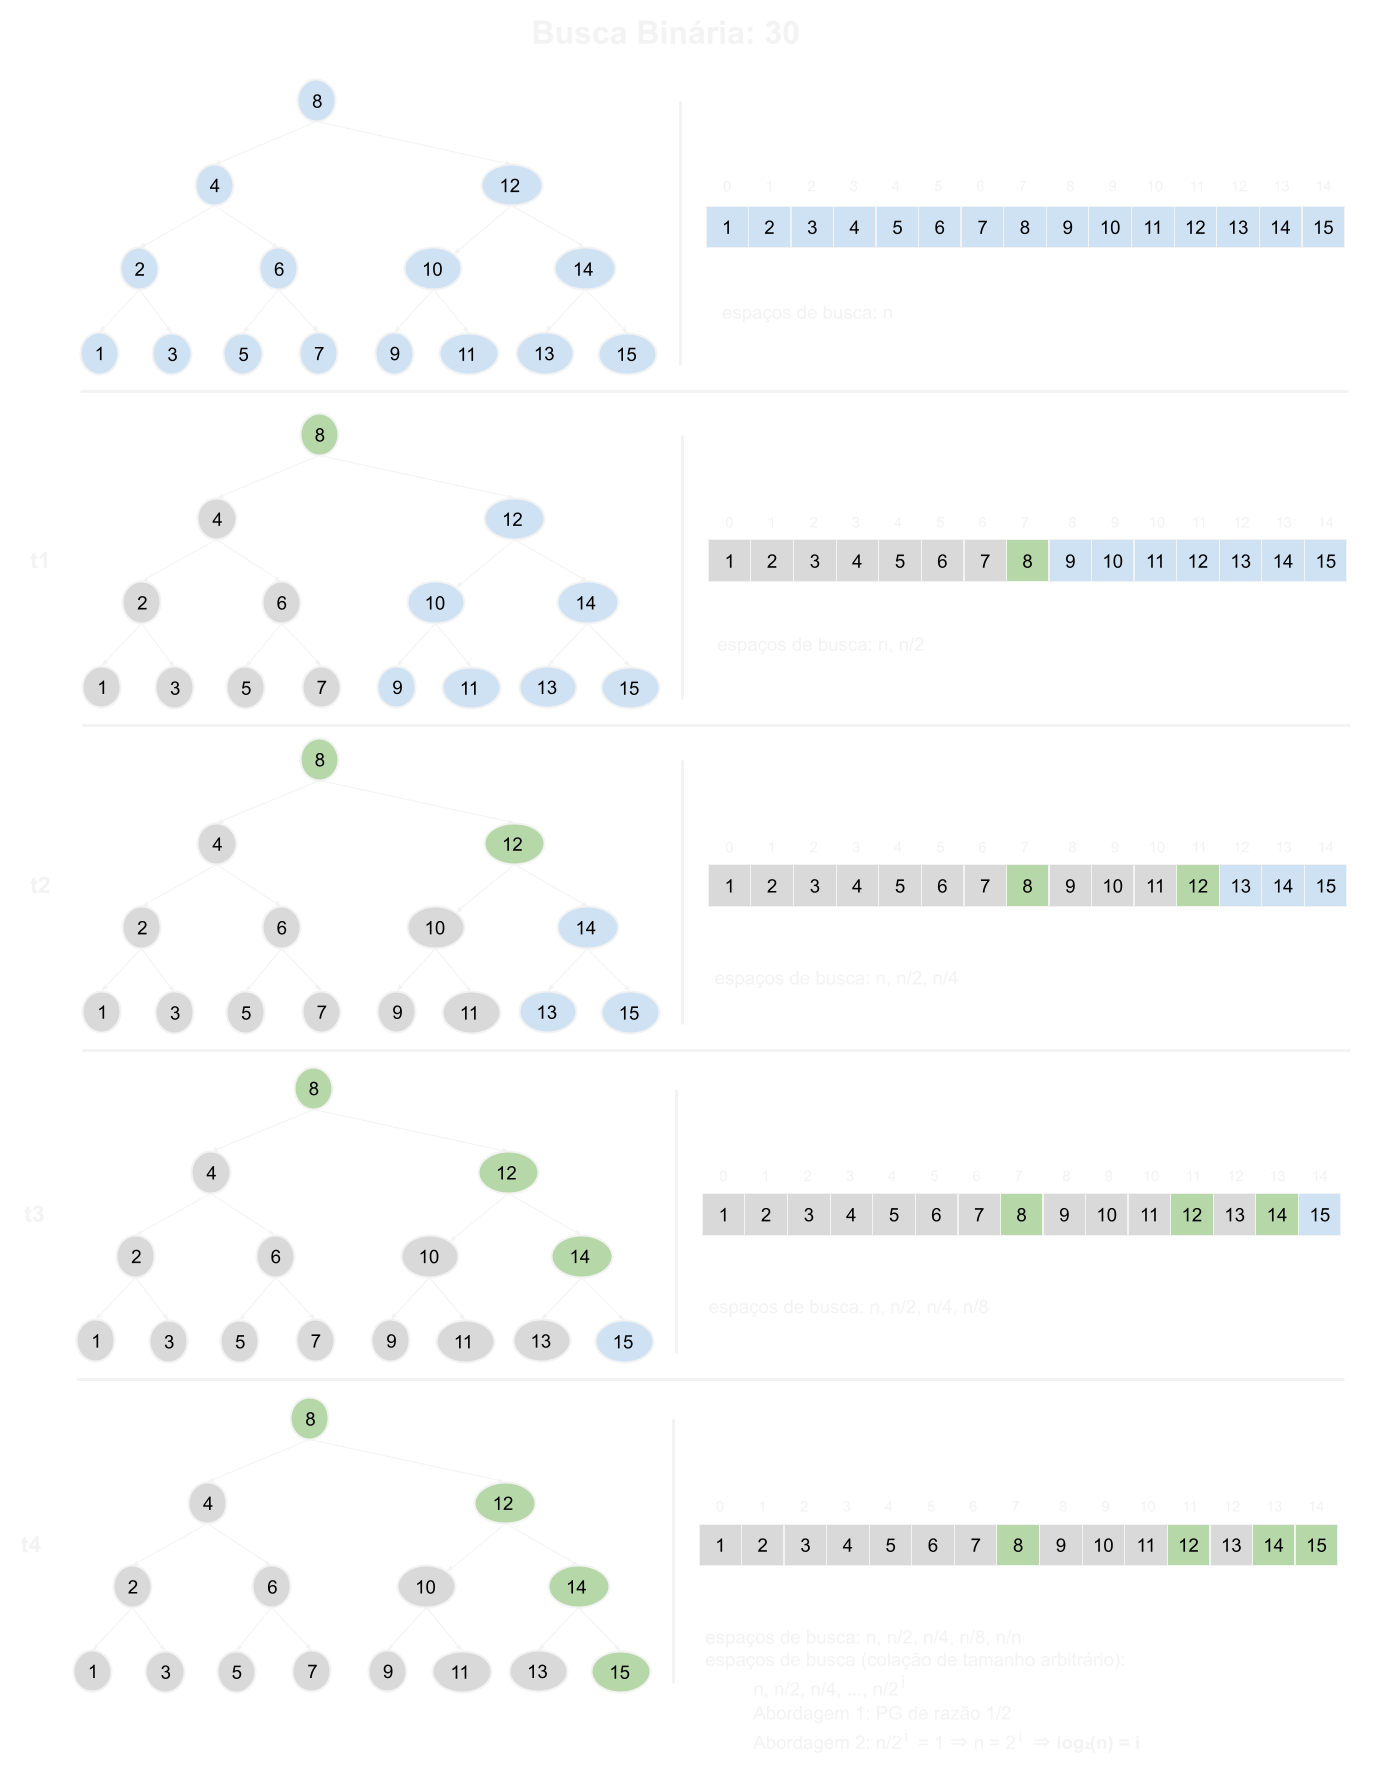 Busca Binária: 30
8
4 12
2 6 10 14
1 3 5 7 9 11 13 15
0 1 2 3 4 5 6 7 8 9 10 11 12 13 14
1 2 3 4 5 6 7 8 9 10 11 12 13 14 15
espaços de busca: n
t1
8
4 12
2 6 10 14
1 3 5 7 9 11 13 15
0 1 2 3 4 5 6 7 8 9 10 11 12 13 14
1 2 3 4 5 6 7 8 9 10 11 12 13 14 15
espaços de busca: n, n/2
t2
8
4 12
2 6 10 14
1 3 5 7 9 11 13 15
0 1 2 3 4 5 6 7 8 9 10 11 12 13 14
1 2 3 4 5 6 7 8 9 10 11 12 13 14 15
espaços de busca: n, n/2, n/4
t3
8
4 12
2 6 10 14
1 3 5 7 9 11 13 15
0 1 2 3 4 5 6 7 8 9 10 11 12 13 14
1 2 3 4 5 6 7 8 9 10 11 12 13 14 15
espaços de busca: n, n/2, n/4, n/8
t4
8
4 12
2 6 10 14
1 3 5 7 9 11 13 15
0 1 2 3 4 5 6 7 8 9 10 11 12 13 14
1 2 3 4 5 6 7 8 9 10 11 12 13 14 15
espaços de busca: n, n/2, n/4, n/8, n/n
espaços de busca (colação de tamanho arbitrário):
n, n/2, n/4, ..., n/2ⁱ
Abordagem 1: PG de razão 1/2
Abordagem 2: n/2ⁱ = 1 ⇒ n = 2ⁱ ⇒ log₂(n) = i